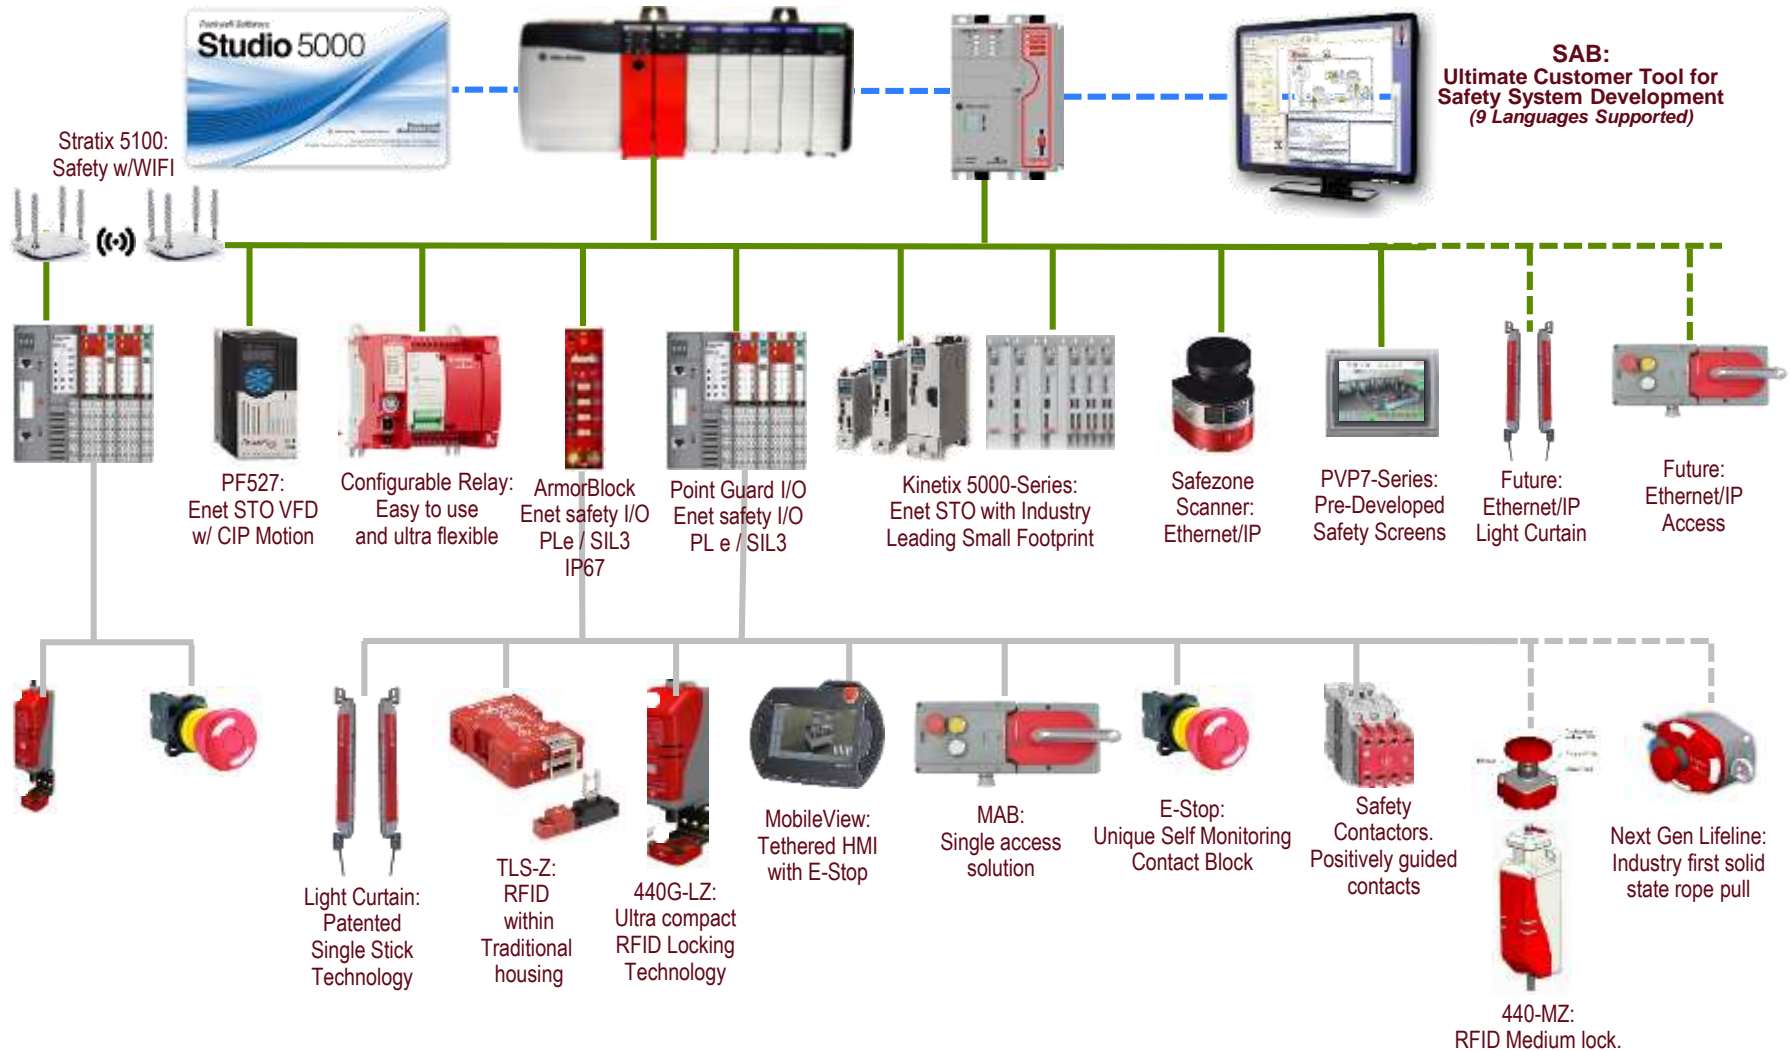 Rockwell Software
Studio 5000
SAB:
Ultimate Customer Tool for
Safety System Development
(9 Languages Supported)
Stratix 5100:
Safety w/WIFI
PF527:
Enet STO VFD
w/ CIP Motion
Configurable Relay:
Easy to use
and ultra flexible
ArmorBlock
Enet safety I/O
PLe / SIL3
IP67
Point Guard I/O
Enet safety I/O
PL e / SIL3
Kinetix 5000-Series:
Enet STO with Industry
Leading Small Footprint
Safezone
Scanner:
Ethernet/IP
PVP7-Series:
Pre-Developed
Safety Screens
Future:
Ethernet/IP
Light Curtain
Future:
Ethernet/IP
Access
Light Curtain:
Patented
Single Stick
Technology
TLS-Z:
RFID
within
Traditional
housing
440G-LZ:
Ultra compact
RFID Locking
Technology
MobileView:
Tethered HMI
with E-Stop
MAB:
Single access
solution
E-Stop:
Unique Self Monitoring
Contact Block
Safety
Contactors.
Positively guided
contacts
440-MZ:
RFID Medium lock.
Next Gen Lifeline:
Industry first solid
state rope pull